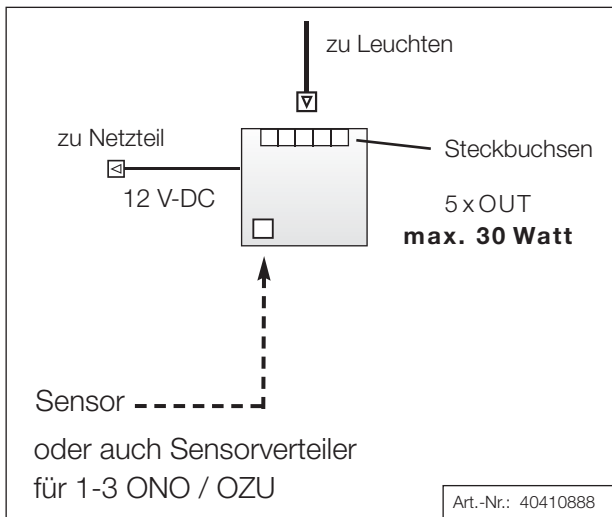 zu Leuchten
zu Netzteil
Steckbuchsen
12 V-DC
5 x OUT
max. 30 Watt
Sensor
oder auch Sensorverteiler
für 1-3 ONO / OZU
Art.-Nr.: 40410888